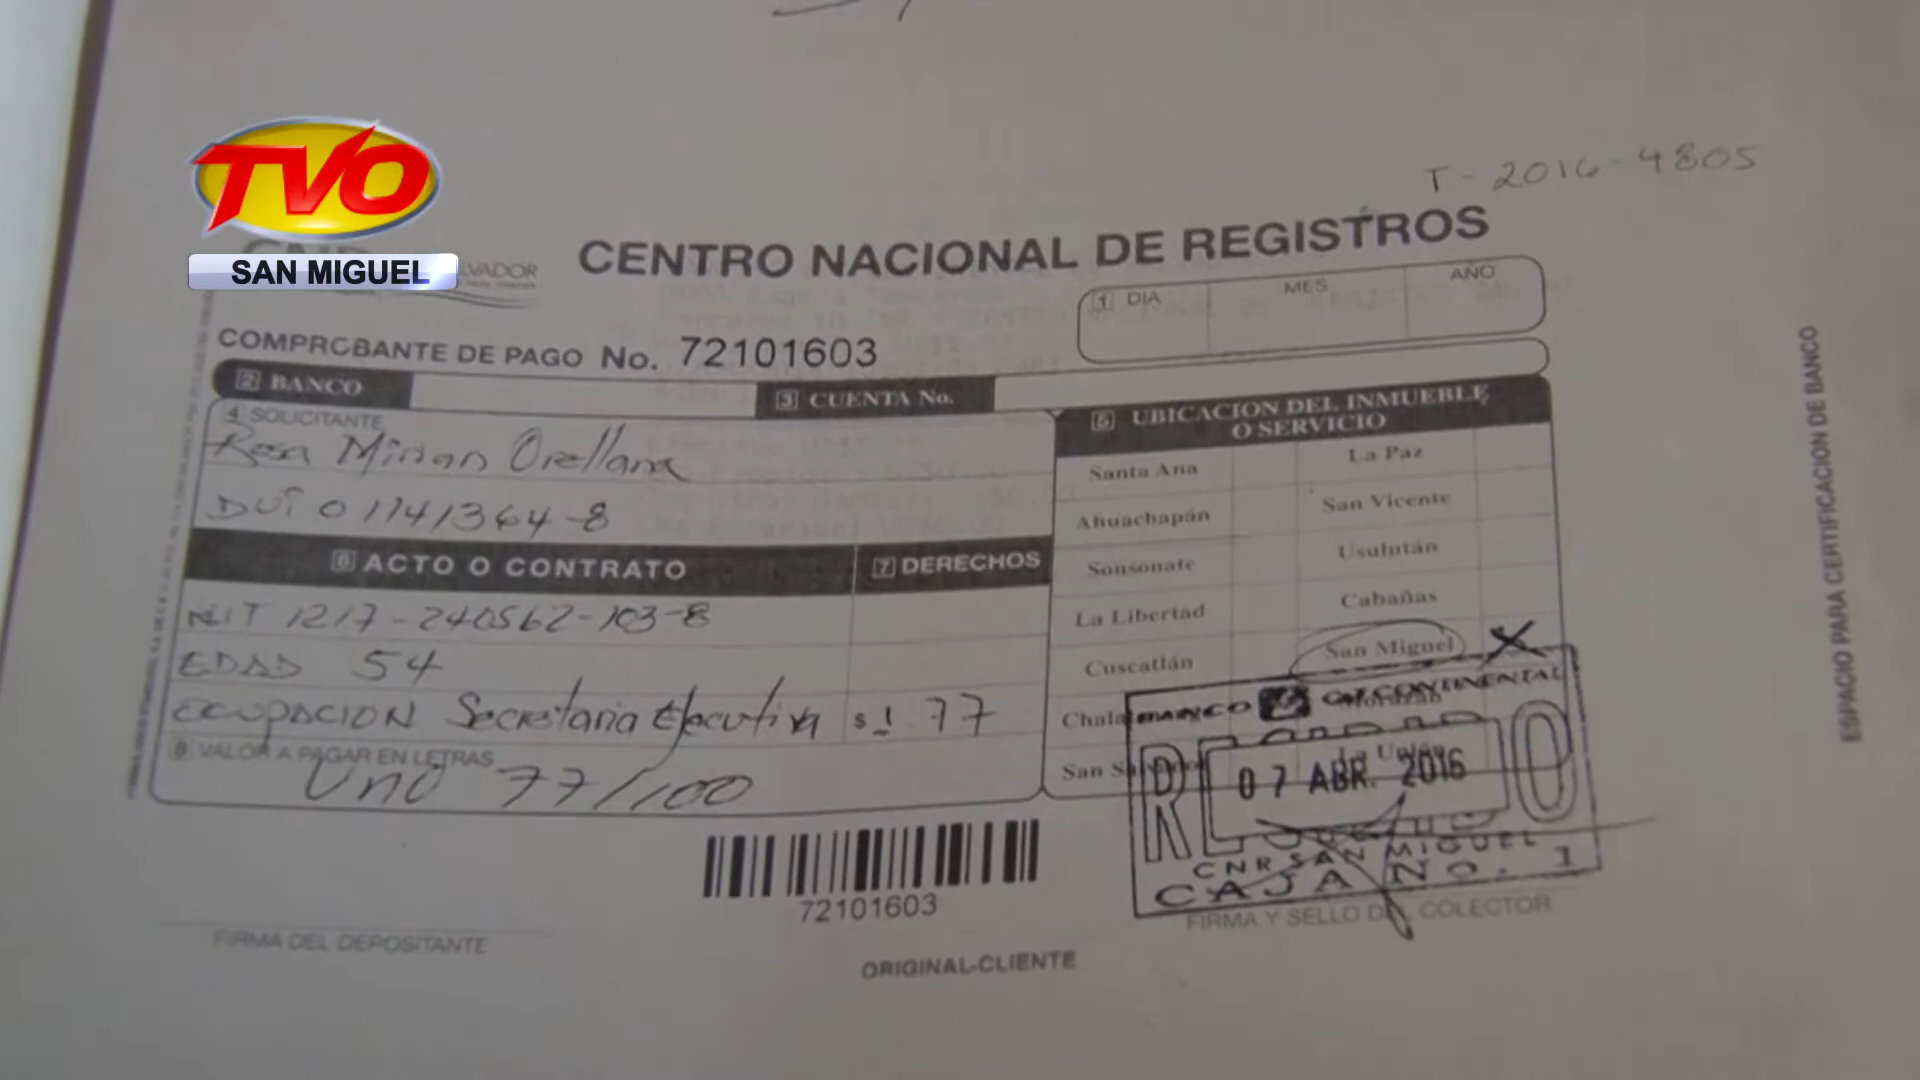 TVO
SAN MIGUEL
LVADOR
T-2016-4805
CENTRO NACIONAL DE REGISTROS
1 DIA MES AÑO
COMPROBANTE DE PAGO No. 72101603
2 BANCO
3 CUENTA No.
4 SOLICITANTE
Rosa Mirian Orellana
DUI 01141364-8
5 UBICACION DEL INMUEBLE
O SERVICIO
Santa Ana La Paz
Ahuachapán San Vicente
Sonsonate Usulután
La Libertad Cabañas
Cuscatlán San Miguel X
6 ACTO O CONTRATO
7 DERECHOS
NIT 1217-240562-103-8
EDAD 54
OCUPACION Secretaria Ejecutiva $ 1.77
8 VALOR A PAGAR EN LETRAS
Uno 77/100
BANCO
07 ABR. 2016
CNR SAN MIGUEL
CAJA No. 1
72101603
FIRMA DEL DEPOSITANTE
FIRMA Y SELLO DEL COLECTOR
ORIGINAL-CLIENTE
ESPACIO PARA CERTIFICACION DE BANCO